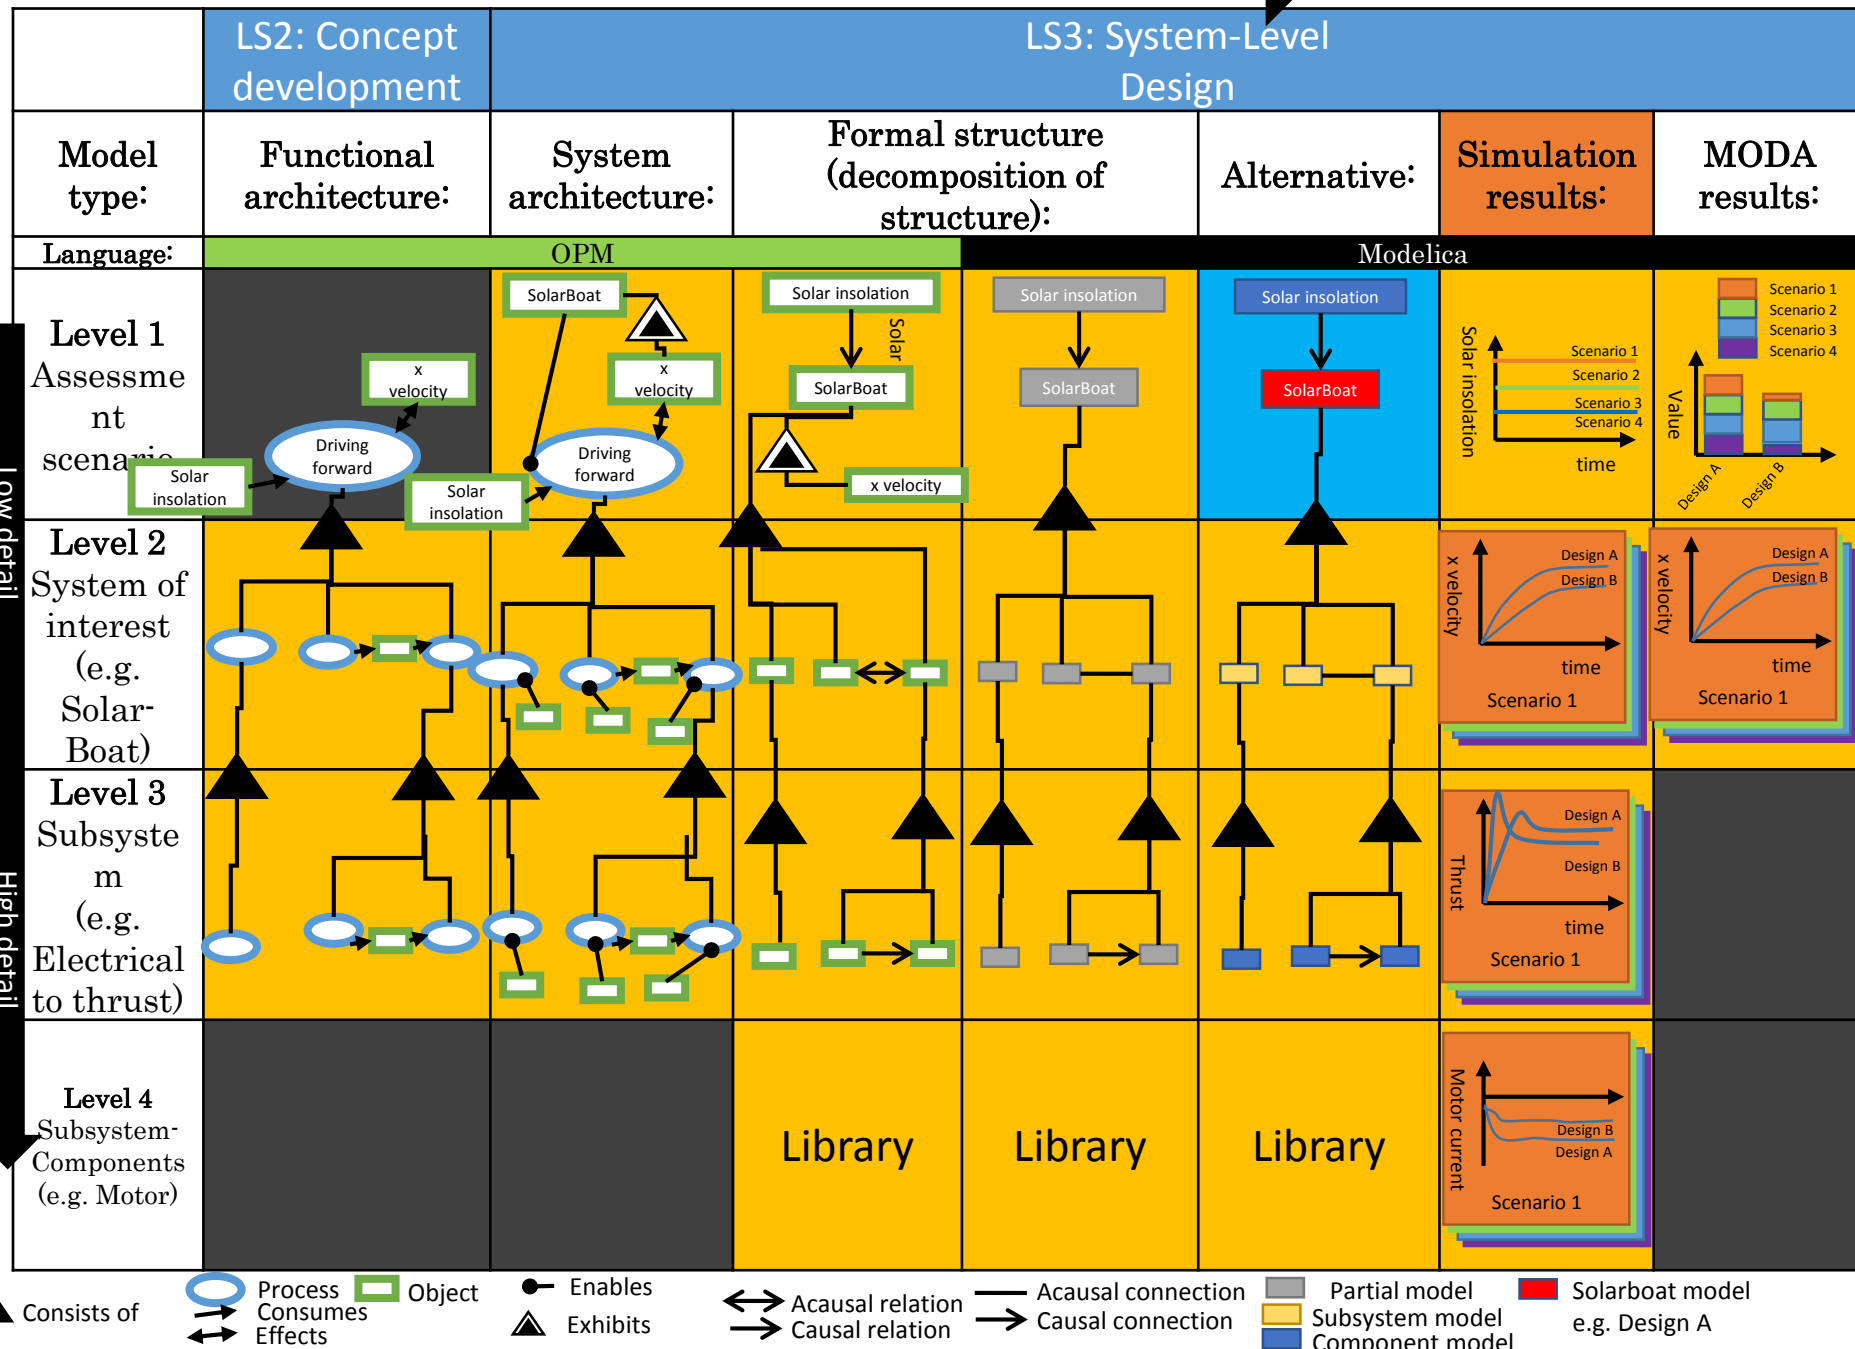 LS2: Concept
development
LS3: System-Level
Design
Model
type:
Functional
architecture:
System
architecture:
Formal structure
(decomposition of
structure):
Alternative:
Simulation
results:
MODA
results:
Language:
OPM
Modelica
Low detail
High detail
Level 1
Assessme
nt
scenario
x
velocity
Driving
forward
Solar
insolation
SolarBoat
x
velocity
Driving
forward
Solar
insolation
Solar insolation
Solar
SolarBoat
x velocity
Solar insolation
SolarBoat
Solar insolation
SolarBoat
Solar insolation
Scenario 1
Scenario 2
Scenario 3
Scenario 4
time
Scenario 1
Scenario 2
Scenario 3
Scenario 4
Value
Design A
Design B
Level 2
System of
interest
(e.g.
Solar-
Boat)
x velocity
Design A
Design B
time
Scenario 1
x velocity
Design A
Design B
time
Scenario 1
Level 3
Subsyste
m
(e.g.
Electrical
to thrust)
Thrust
Design A
Design B
time
Scenario 1
Level 4
Subsystem-
Components
(e.g. Motor)
Library
Library
Library
Motor current
Design B
Design A
Scenario 1
Consists of
Process
Consumes
Effects
Object
Enables
Exhibits
Acausal relation
Causal relation
Acausal connection
Causal connection
Partial model
Subsystem model
Component model
Solarboat model
e.g. Design A